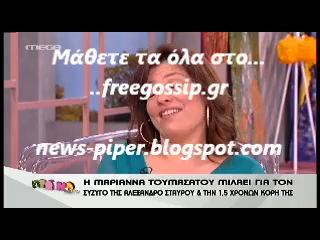 MEGA
Μάθετε τα όλα στο...
..freegossip.gr
news-piper.blogspot.com
Η ΜΑΡΙΑΝΝΑ ΤΟΥΜΑΣΑΤΟΥ ΜΙΛΑΕΙ ΓΙΑ ΤΟΝ
ΣΥΖΥΓΟ ΤΗΣ ΑΛΕΞΑΝΔΡΟ ΣΤΑΥΡΟΥ & ΤΗΝ 1.5 ΧΡΟΝΩΝ ΚΟΡΗ ΤΗΣ